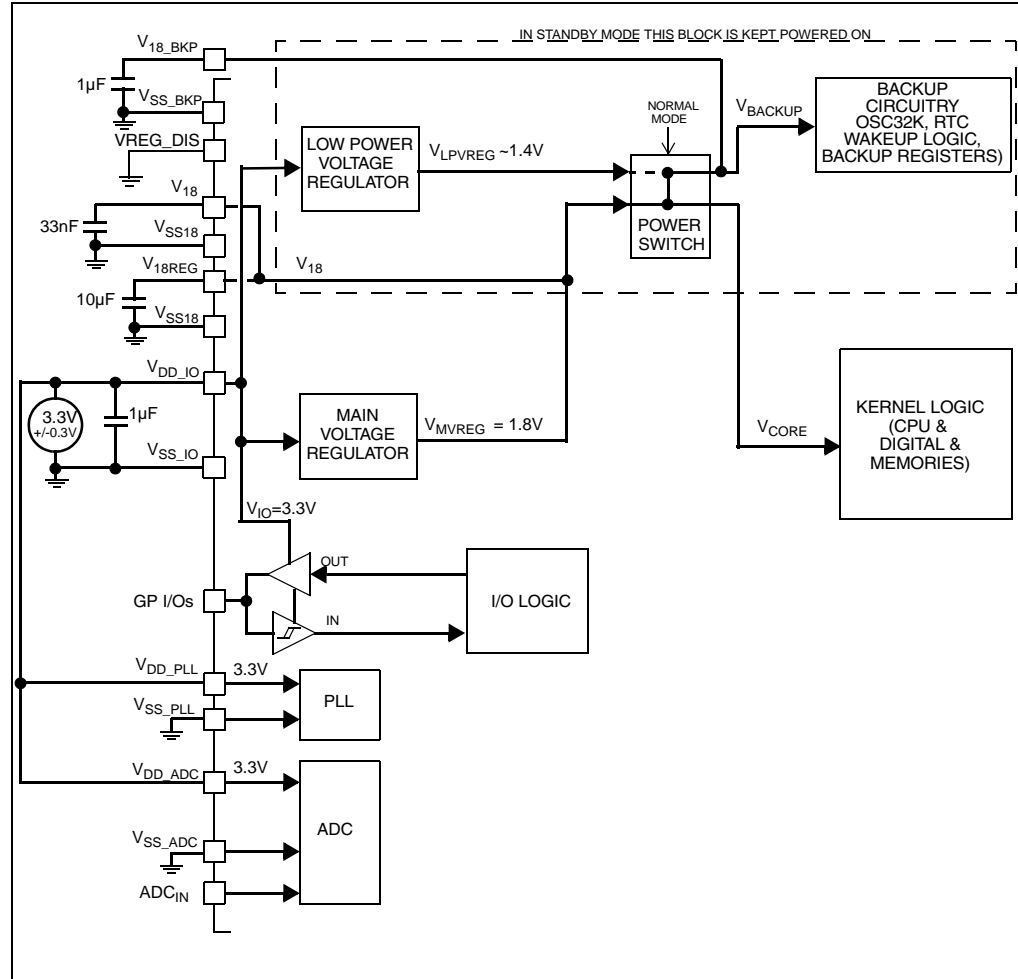 IN STANDBY MODE THIS BLOCK IS KEPT POWERED ON
V18_BKP
1µF
VSS_BKP
VREG_DIS
V18
33nF
VSS18
V18REG
10µF
VSS18
VDD_IO
3.3V
+/-0.3V
1µF
VSS_IO
LOW POWER
VOLTAGE
REGULATOR
VLPVREG ~1.4V
NORMAL
MODE
POWER
SWITCH
VBACKUP
BACKUP
CIRCUITRY
OSC32K, RTC
WAKEUP LOGIC,
BACKUP REGISTERS)
V18
MAIN
VOLTAGE
REGULATOR
VMVREG = 1.8V
VCORE
KERNEL LOGIC
(CPU &
DIGITAL &
MEMORIES)
VIO=3.3V
OUT
GP I/Os
IN
I/O LOGIC
VDD_PLL
3.3V
VSS_PLL
PLL
VDD_ADC
3.3V
VSS_ADC
ADCIN
ADC